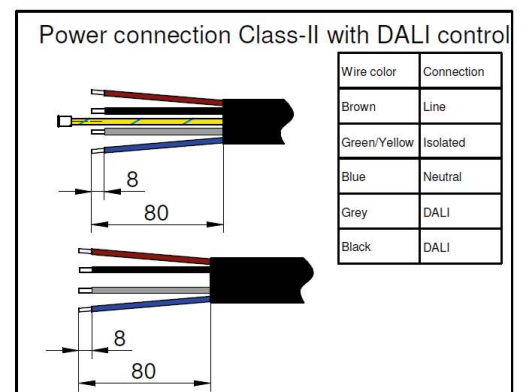 Power connection Class-II with DALI control
Wire color Connection
Brown Line
Green/Yellow Isolated
Blue Neutral
Grey DALI
Black DALI
8
80
8
80